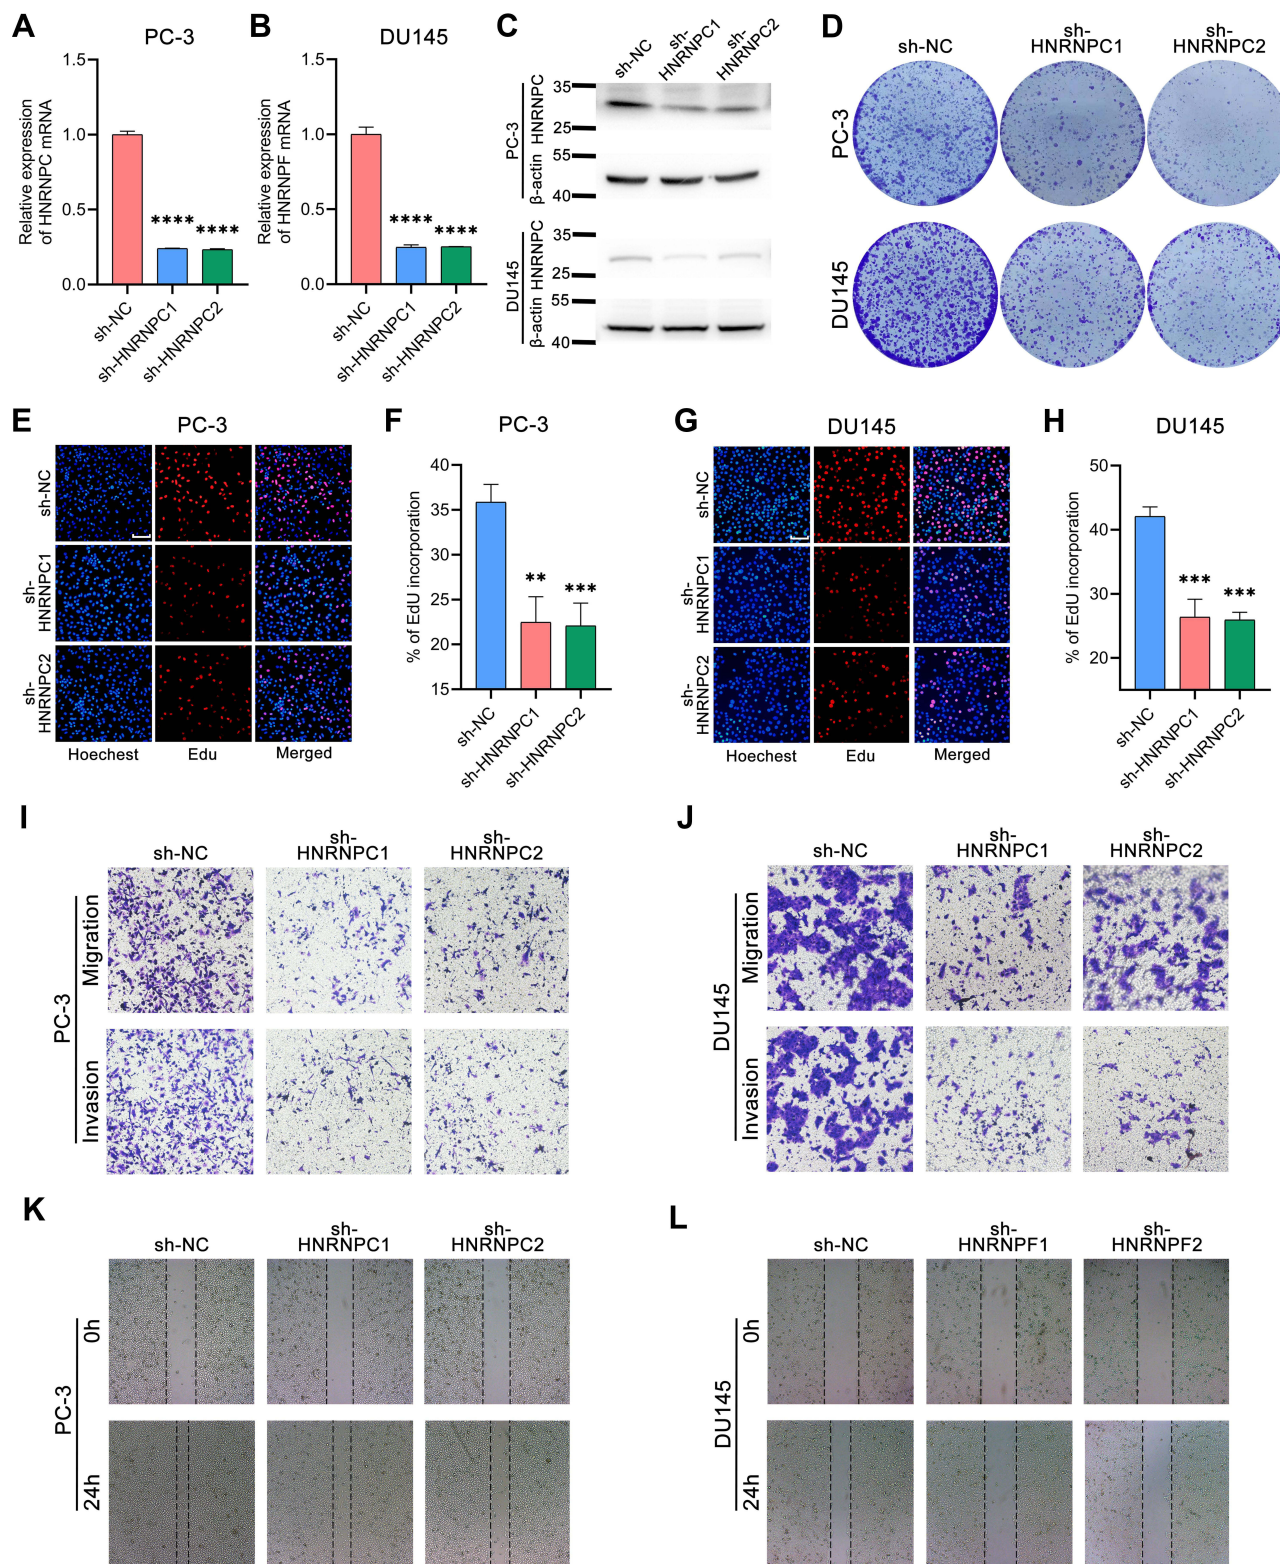 A
PC-3
Relative expression
of HNRNPC mRNA
1.5
1.0
0.5
0.0
****
****
sh-NC
sh-HNRNPC1
sh-HNRNPC2
B
DU145
Relative expression
of HNRNPF mRNA
1.5
1.0
0.5
0.0
****
****
sh-NC
sh-HNRNPC1
sh-HNRNPC2
C
sh-NC
sh-
HNRNPC1
sh-
HNRNPC2
PC-3
HNRNPC
35
25
β-actin
55
40
DU145
HNRNPC
35
25
β-actin
55
40
D
sh-NC
sh-
HNRNPC1
sh-
HNRNPC2
PC-3
DU145
E
PC-3
sh-NC
sh-
HNRNPC1
sh-
HNRNPC2
Hoechest
Edu
Merged
F
PC-3
% of EdU incorporation
40
35
30
25
20
15
**
***
sh-NC
sh-HNRNPC1
sh-HNRNPC2
G
DU145
sh-NC
sh-
HNRNPC1
sh-
HNRNPC2
Hoechest
Edu
Merged
H
DU145
% of EdU incorporation
50
40
30
20
***
***
sh-NC
sh-HNRNPC1
sh-HNRNPC2
I
sh-NC
sh-
HNRNPC1
sh-
HNRNPC2
PC-3
Migration
Invasion
J
sh-NC
sh-
HNRNPC1
sh-
HNRNPC2
DU145
Migration
Invasion
K
sh-NC
sh-
HNRNPC1
sh-
HNRNPC2
PC-3
0h
24h
L
sh-NC
sh-
HNRNPF1
sh-
HNRNPF2
DU145
0h
24h